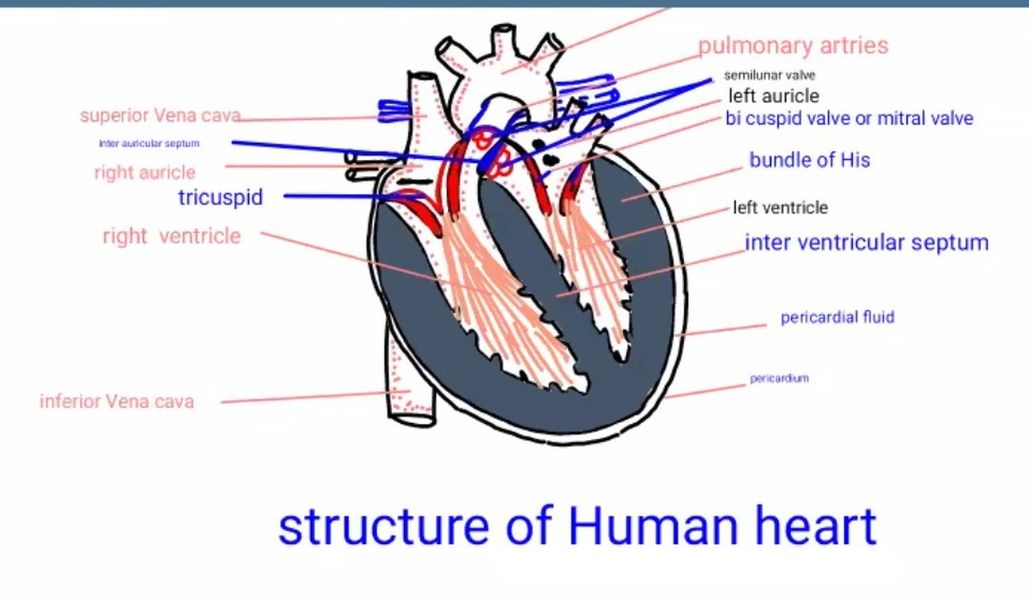 pulmonary artries
semilunar valve
left auricle
superior Vena cava
bi cuspid valve or mitral valve
inter auricular septum
bundle of His
right auricle
tricuspid
left ventricle
right ventricle
inter ventricular septum
pericardial fluid
pericardium
inferior Vena cava
structure of Human heart